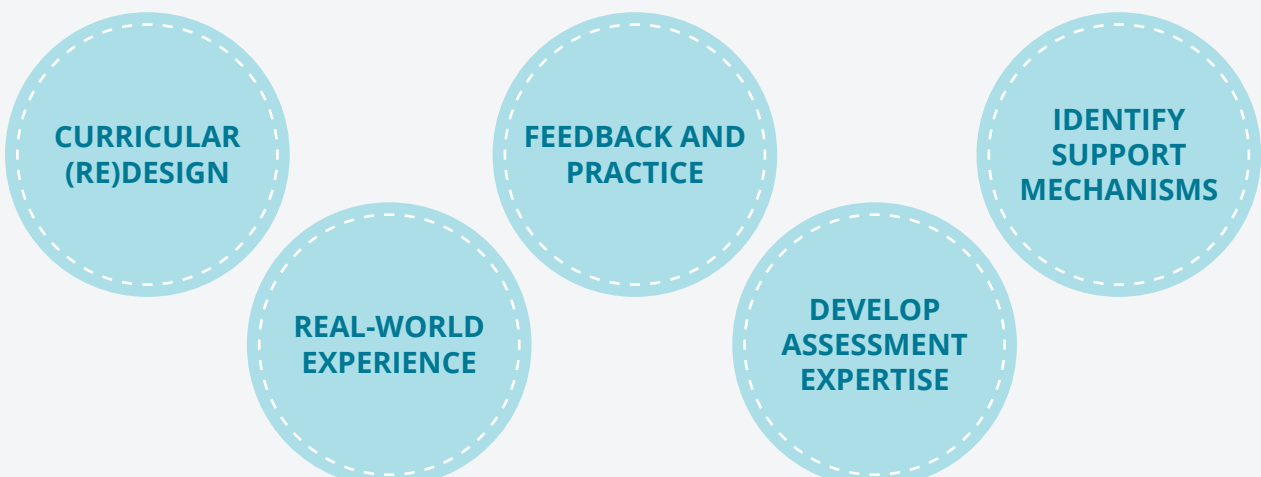 CURRICULAR
(RE)DESIGN
REAL-WORLD
EXPERIENCE
FEEDBACK AND
PRACTICE
DEVELOP
ASSESSMENT
EXPERTISE
IDENTIFY
SUPPORT
MECHANISMS